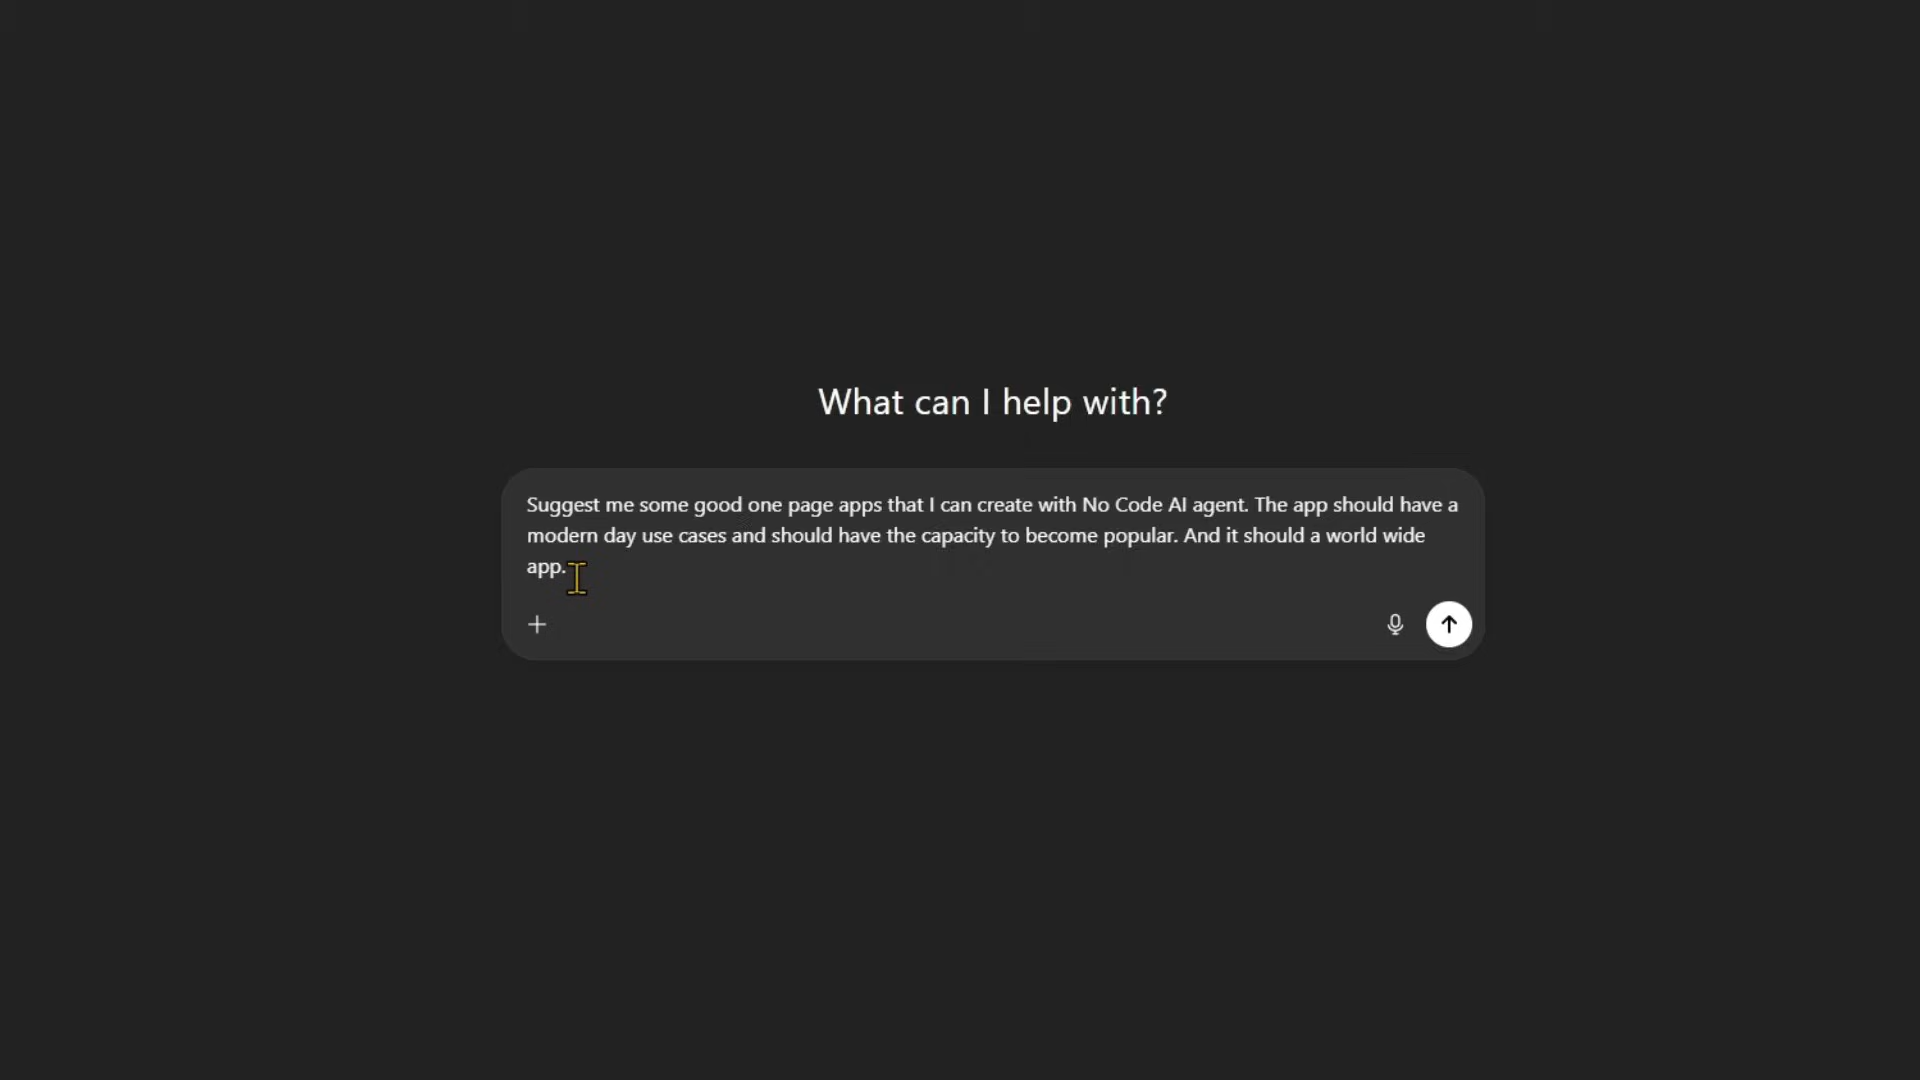 What can I help with?
Suggest me some good one page apps that I can create with No Code AI agent. The app should have a
modern day use cases and should have the capacity to become popular. And it should a world wide
app.